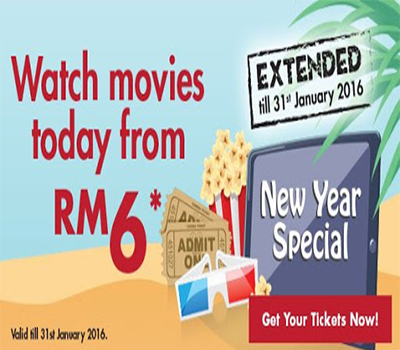 Watch movies
today from
RM6*
EXTENDED
till 31st January 2016
New Year
Special
ADMIT
ONE
Get Your Tickets Now!
Valid till 31st January 2016.